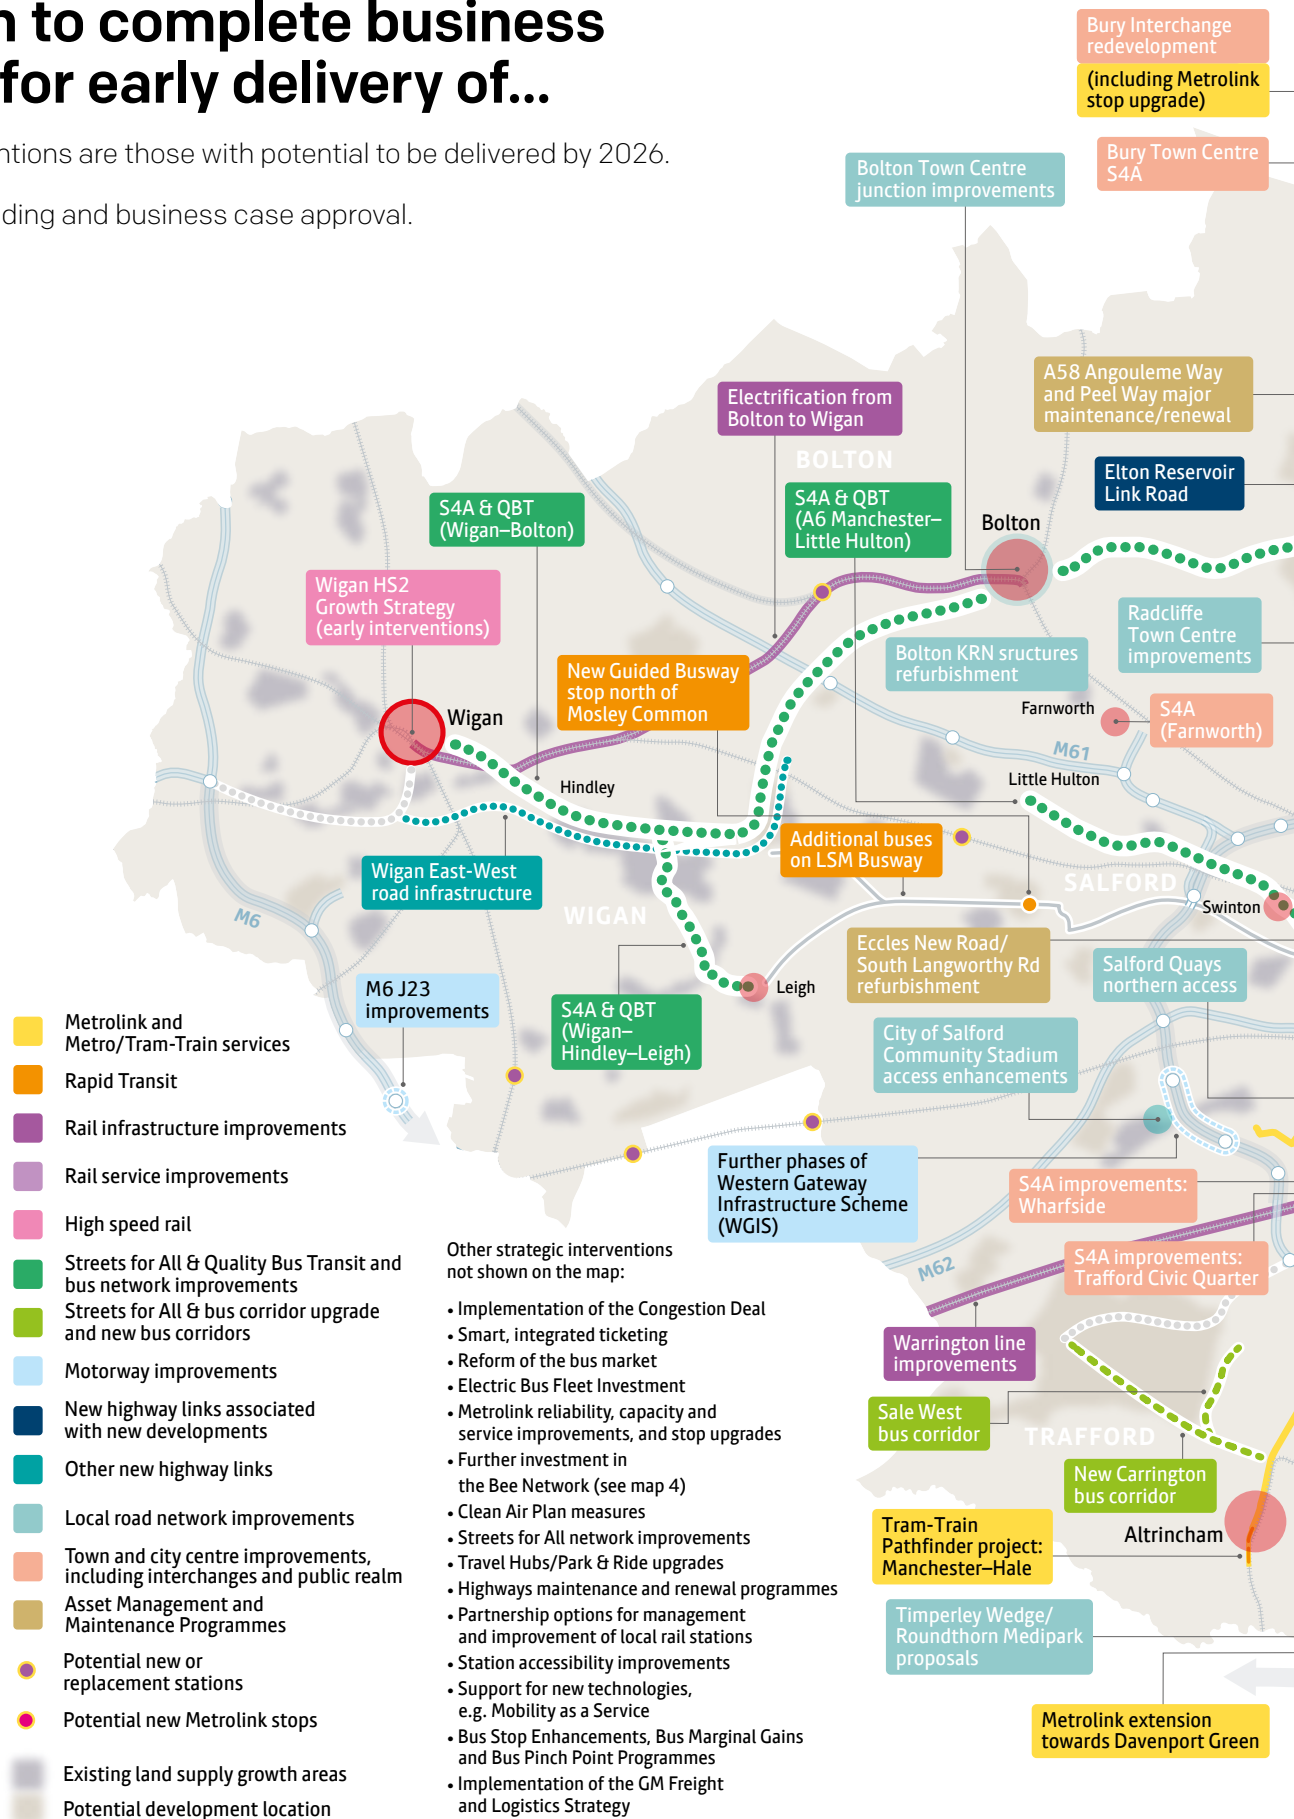 n to complete business
for early delivery of...
ntions are those with potential to be delivered by 2026.
ding and business case approval.
Bury Interchange
redevelopment
(including Metrolink
stop upgrade)
Bury Town Centre
S4A
Bolton Town Centre
junction improvements
A58 Angouleme Way
and Peel Way major
maintenance/renewal
Electrification from
Bolton to Wigan
BOLTON
Elton Reservoir
Link Road
S4A & QBT
(Wigan–Bolton)
S4A & QBT
(A6 Manchester–
Little Hulton)
Bolton
Wigan HS2
Growth Strategy
(early interventions)
Radcliffe
Town Centre
improvements
Bolton KRN sructures
refurbishment
New Guided Busway
stop north of
Mosley Common
Wigan
Farnworth
S4A
(Farnworth)
M61
Little Hulton
Hindley
Additional buses
on LSM Busway
Wigan East-West
road infrastructure
SALFORD
Swinton
WIGAN
M6
Eccles New Road/
South Langworthy Rd
refurbishment
Salford Quays
northern access
Leigh
M6 J23
improvements
S4A & QBT
(Wigan–
Hindley–Leigh)
City of Salford
Community Stadium
access enhancements
Further phases of
Western Gateway
Infrastructure Scheme
(WGIS)
S4A improvements:
Wharfside
S4A improvements:
Trafford Civic Quarter
M62
Warrington line
improvements
Sale West
bus corridor
TRAFFORD
New Carrington
bus corridor
Tram-Train
Pathfinder project:
Manchester–Hale
Altrincham
Timperley Wedge/
Roundthorn Medipark
proposals
Metrolink extension
towards Davenport Green
Metrolink and
Metro/Tram-Train services
Rapid Transit
Rail infrastructure improvements
Rail service improvements
High speed rail
Streets for All & Quality Bus Transit and
bus network improvements
Streets for All & bus corridor upgrade
and new bus corridors
Motorway improvements
New highway links associated
with new developments
Other new highway links
Local road network improvements
Town and city centre improvements,
including interchanges and public realm
Asset Management and
Maintenance Programmes
Potential new or
replacement stations
Potential new Metrolink stops
Existing land supply growth areas
Potential development location
Other strategic interventions
not shown on the map:
• Implementation of the Congestion Deal
• Smart, integrated ticketing
• Reform of the bus market
• Electric Bus Fleet Investment
• Metrolink reliability, capacity and
service improvements, and stop upgrades
• Further investment in
the Bee Network (see map 4)
• Clean Air Plan measures
• Streets for All network improvements
• Travel Hubs/Park & Ride upgrades
• Highways maintenance and renewal programmes
• Partnership options for management
and improvement of local rail stations
• Station accessibility improvements
• Support for new technologies,
e.g. Mobility as a Service
• Bus Stop Enhancements, Bus Marginal Gains
and Bus Pinch Point Programmes
• Implementation of the GM Freight
and Logistics Strategy